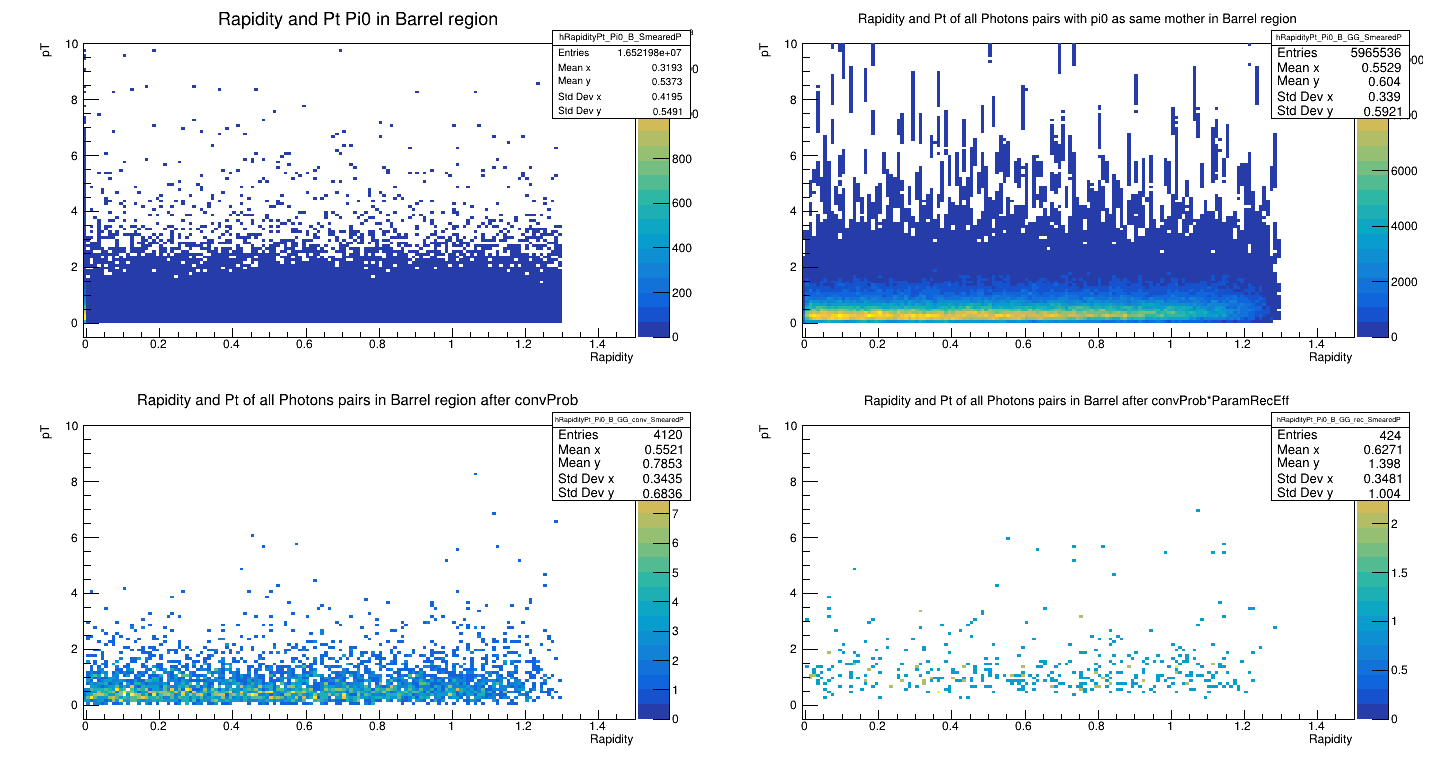 Rapidity and Pt Pi0 in Barrel region
pT
10
8
6
4
2
0
0 0.2 0.4 0.6 0.8 1 1.2 1.4
Rapidity
hRapidityPt_Pi0_B_SmearedP
Entries 1.652198e+07
Mean x 0.3193
Mean y 0.5373
Std Dev x 0.4195
Std Dev y 0.5491
800
600
400
200
0
Rapidity and Pt of all Photons pairs with pi0 as same mother in Barrel region
pT
10
8
6
4
2
0
0 0.2 0.4 0.6 0.8 1 1.2 1.4
Rapidity
hRapidityPt_Pi0_B_GG_SmearedP
Entries 5965536
Mean x 0.5529
Mean y 0.604
Std Dev x 0.339
Std Dev y 0.5921
6000
4000
2000
0
Rapidity and Pt of all Photons pairs in Barrel region after convProb
pT
10
8
6
4
2
0
0 0.2 0.4 0.6 0.8 1 1.2 1.4
Rapidity
hRapidityPt_Pi0_B_GG_conv_SmearedP
Entries 4120
Mean x 0.5521
Mean y 0.7853
Std Dev x 0.3435
Std Dev y 0.6836
7
6
5
4
3
2
1
0
Rapidity and Pt of all Photons pairs in Barrel after convProb*ParamRecEff
pT
10
8
6
4
2
0
0 0.2 0.4 0.6 0.8 1 1.2 1.4
Rapidity
hRapidityPt_Pi0_B_GG_rec_SmearedP
Entries 424
Mean x 0.6271
Mean y 1.398
Std Dev x 0.3481
Std Dev y 1.004
2
1.5
1
0.5
0